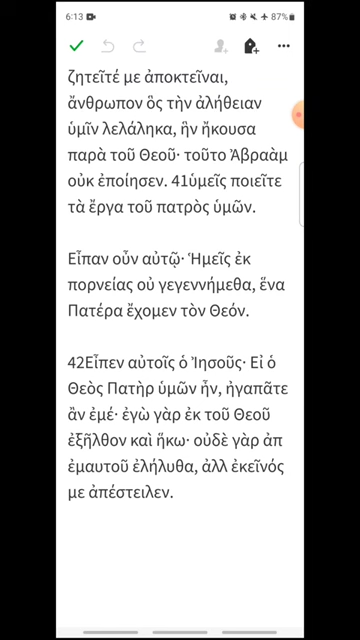 6:13
87%
ζητεῖτέ με ἀποκτεῖναι,
ἄνθρωπον ὃς τὴν ἀλήθειαν
ὑμῖν λελάληκα, ἣν ἤκουσα
παρὰ τοῦ Θεοῦ· τοῦτο Ἀβραὰμ
οὐκ ἐποίησεν. 41ὑμεῖς ποιεῖτε
τὰ ἔργα τοῦ πατρὸς ὑμῶν.
Εἶπαν οὖν αὐτῷ· Ἡμεῖς ἐκ
πορνείας οὐ γεγεννήμεθα, ἕνα
Πατέρα ἔχομεν τὸν Θεόν.
42Εἶπεν αὐτοῖς ὁ Ἰησοῦς· Εἰ ὁ
Θεὸς Πατὴρ ὑμῶν ἦν, ἠγαπᾶτε
ἂν ἐμέ· ἐγὼ γὰρ ἐκ τοῦ Θεοῦ
ἐξῆλθον καὶ ἥκω· οὐδὲ γὰρ ἀπ
ἐμαυτοῦ ἐλήλυθα, ἀλλ ἐκεῖνός
με ἀπέστειλεν.